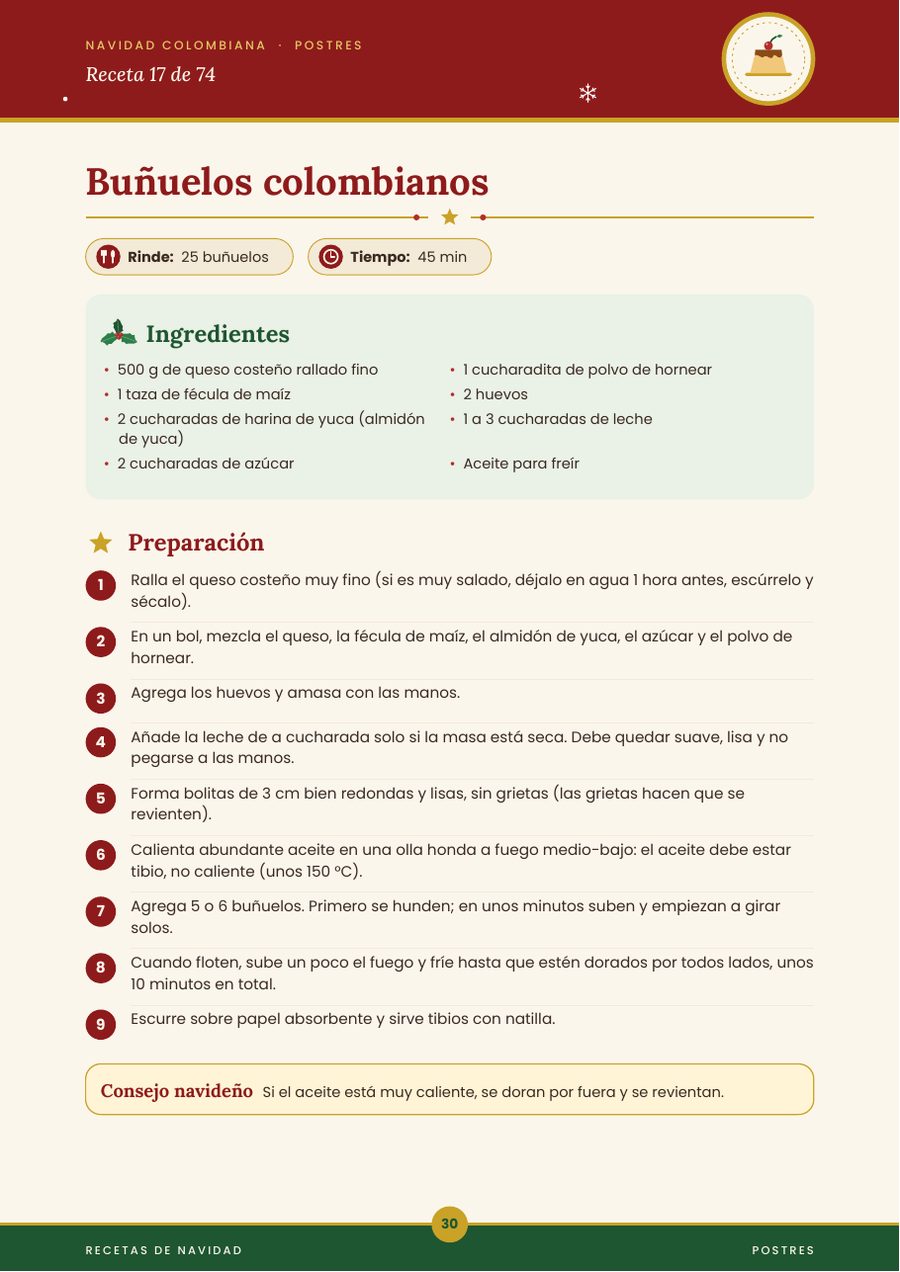 NAVIDAD COLOMBIANA · POSTRES
Receta 17 de 74
Buñuelos colombianos
Rinde: 25 buñuelos
Tiempo: 45 min
Ingredientes
• 500 g de queso costeño rallado fino
• 1 cucharadita de polvo de hornear
• 1 taza de fécula de maíz
• 2 huevos
• 2 cucharadas de harina de yuca (almidón
de yuca)
• 1 a 3 cucharadas de leche
• 2 cucharadas de azúcar
• Aceite para freír
Preparación
1 Ralla el queso costeño muy fino (si es muy salado, déjalo en agua 1 hora antes, escúrrelo y
sécalo).
2 En un bol, mezcla el queso, la fécula de maíz, el almidón de yuca, el azúcar y el polvo de
hornear.
3 Agrega los huevos y amasa con las manos.
4 Añade la leche de a cucharada solo si la masa está seca. Debe quedar suave, lisa y no
pegarse a las manos.
5 Forma bolitas de 3 cm bien redondas y lisas, sin grietas (las grietas hacen que se
revienten).
6 Calienta abundante aceite en una olla honda a fuego medio-bajo: el aceite debe estar
tibio, no caliente (unos 150 °C).
7 Agrega 5 o 6 buñuelos. Primero se hunden; en unos minutos suben y empiezan a girar
solos.
8 Cuando floten, sube un poco el fuego y fríe hasta que estén dorados por todos lados, unos
10 minutos en total.
9 Escurre sobre papel absorbente y sirve tibios con natilla.
Consejo navideño Si el aceite está muy caliente, se doran por fuera y se revientan.
30
RECETAS DE NAVIDAD
POSTRES